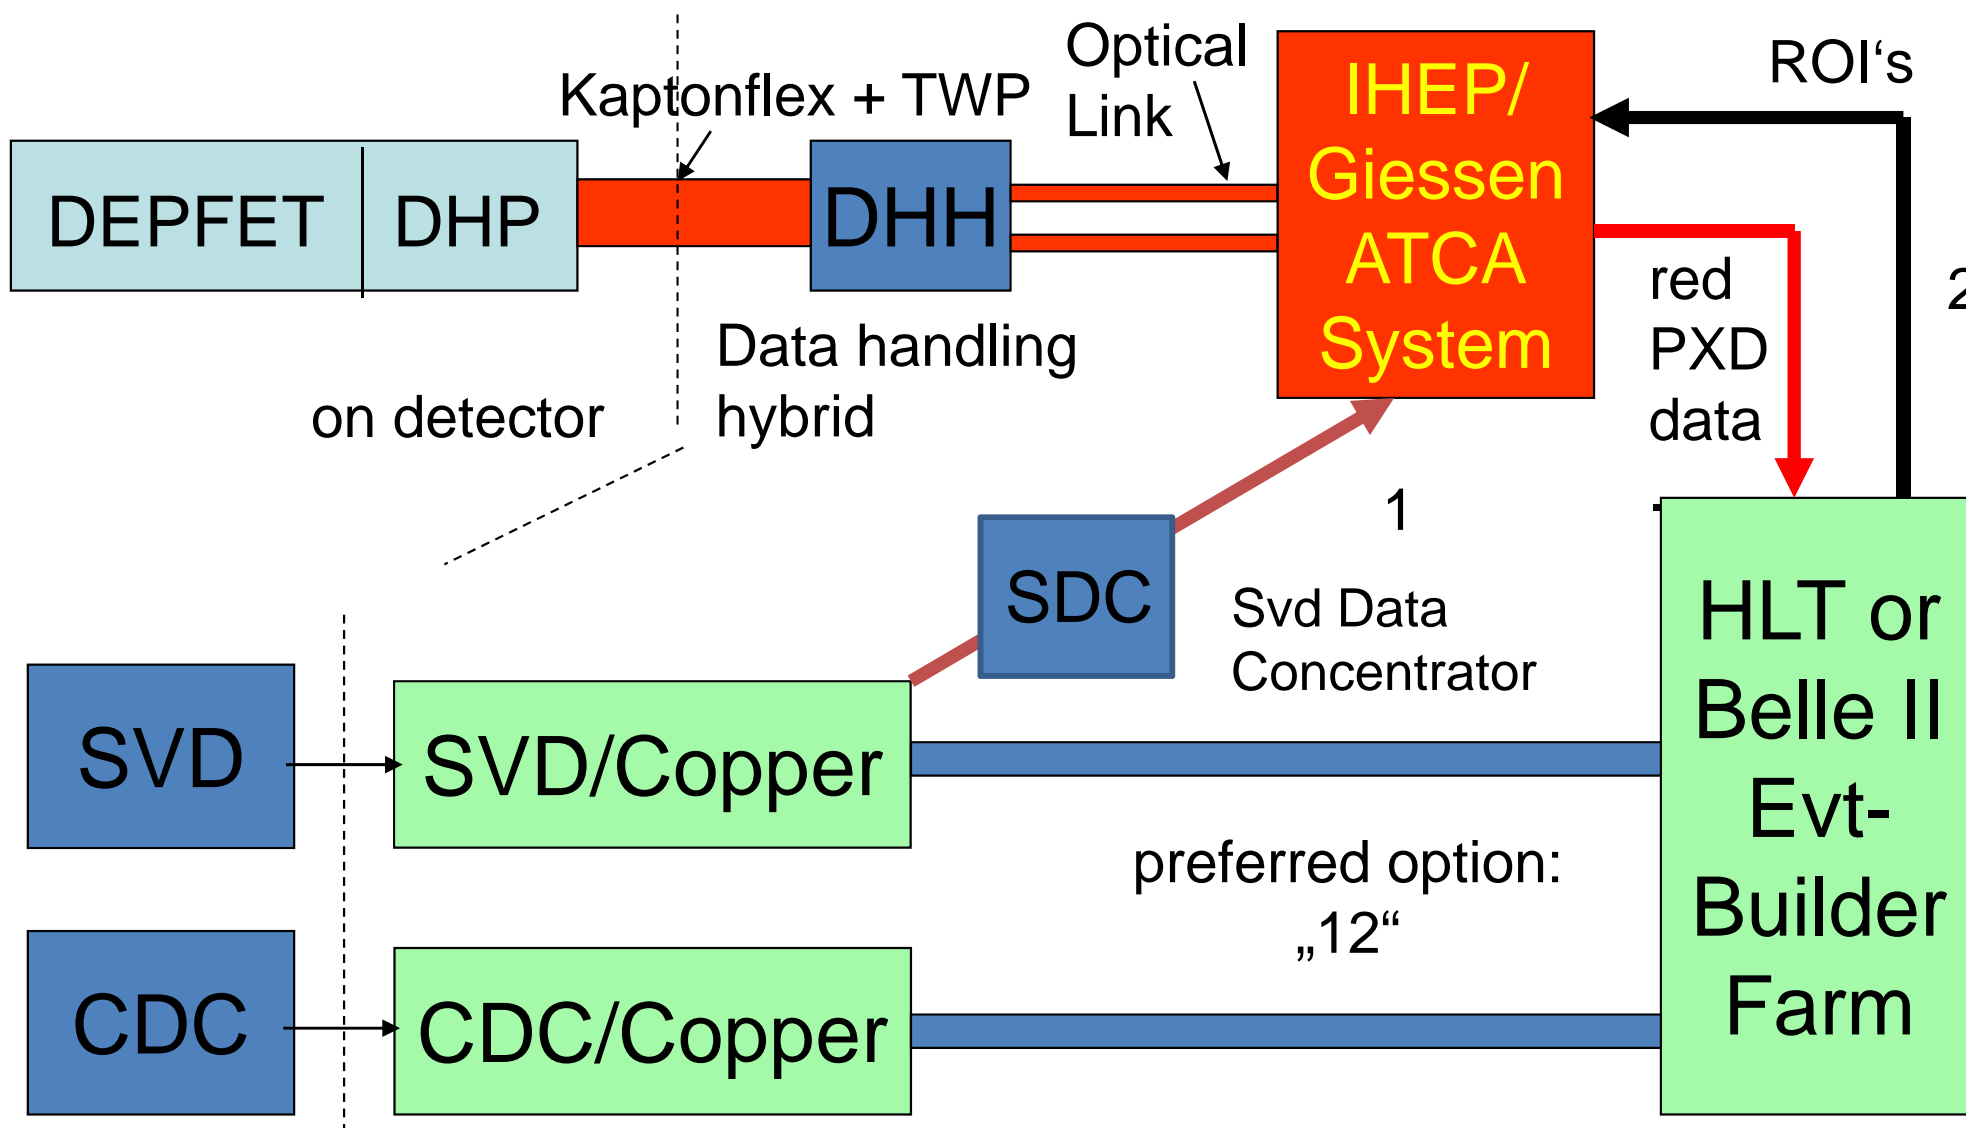 Kaptonflex + TWP
Optical
Link
IHEP/
Giessen
ATCA
System
ROI‘s
DEPFET
DHP
DHH
red
PXD
data
2
Data handling
hybrid
on detector
1
SDC
Svd Data
Concentrator
HLT or
Belle II
Evt-
Builder
Farm
SVD
SVD/Copper
preferred option:
„12“
CDC
CDC/Copper